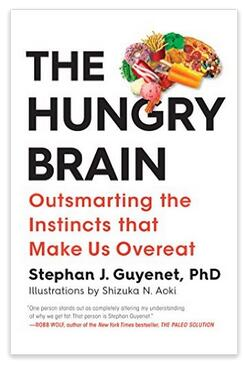 THE
HUNGRY
BRAIN
Outsmarting the
Instincts that
Make Us Overeat
Stephan J. Guyenet, PhD
Illustrations by Shizuka N. Aoki
"One person stands out as completely altering my understanding
of why we get fat. That person is Stephan Guyenet."
—ROBB WOLF, author of the New York Times bestseller, THE PALEO SOLUTION